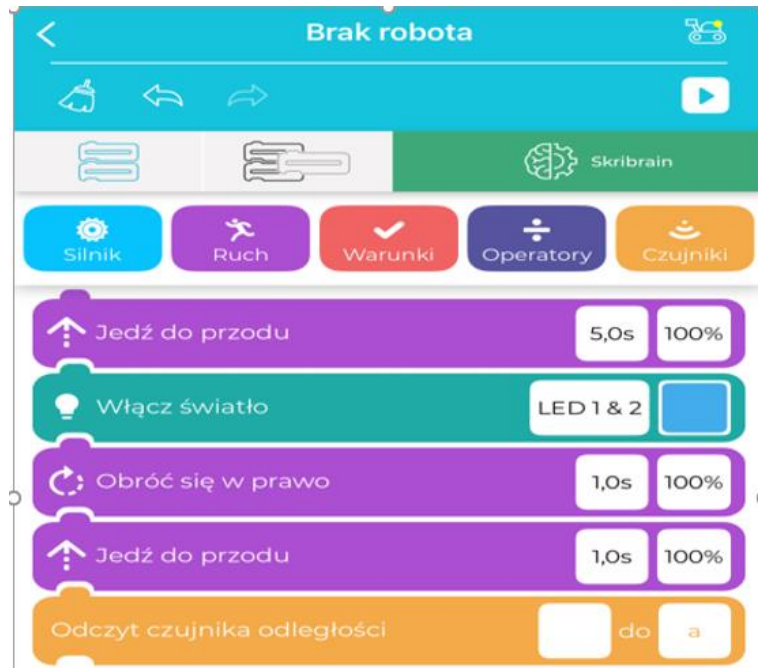 Brak robota
Skribrain
Silnik Ruch Warunki Operatory Czujniki
Jedź do przodu 5,0s 100%
Włącz światło LED 1 & 2
Obróć się w prawo 1,0s 100%
Jedź do przodu 1,0s 100%
Odczyt czujnika odległości do a